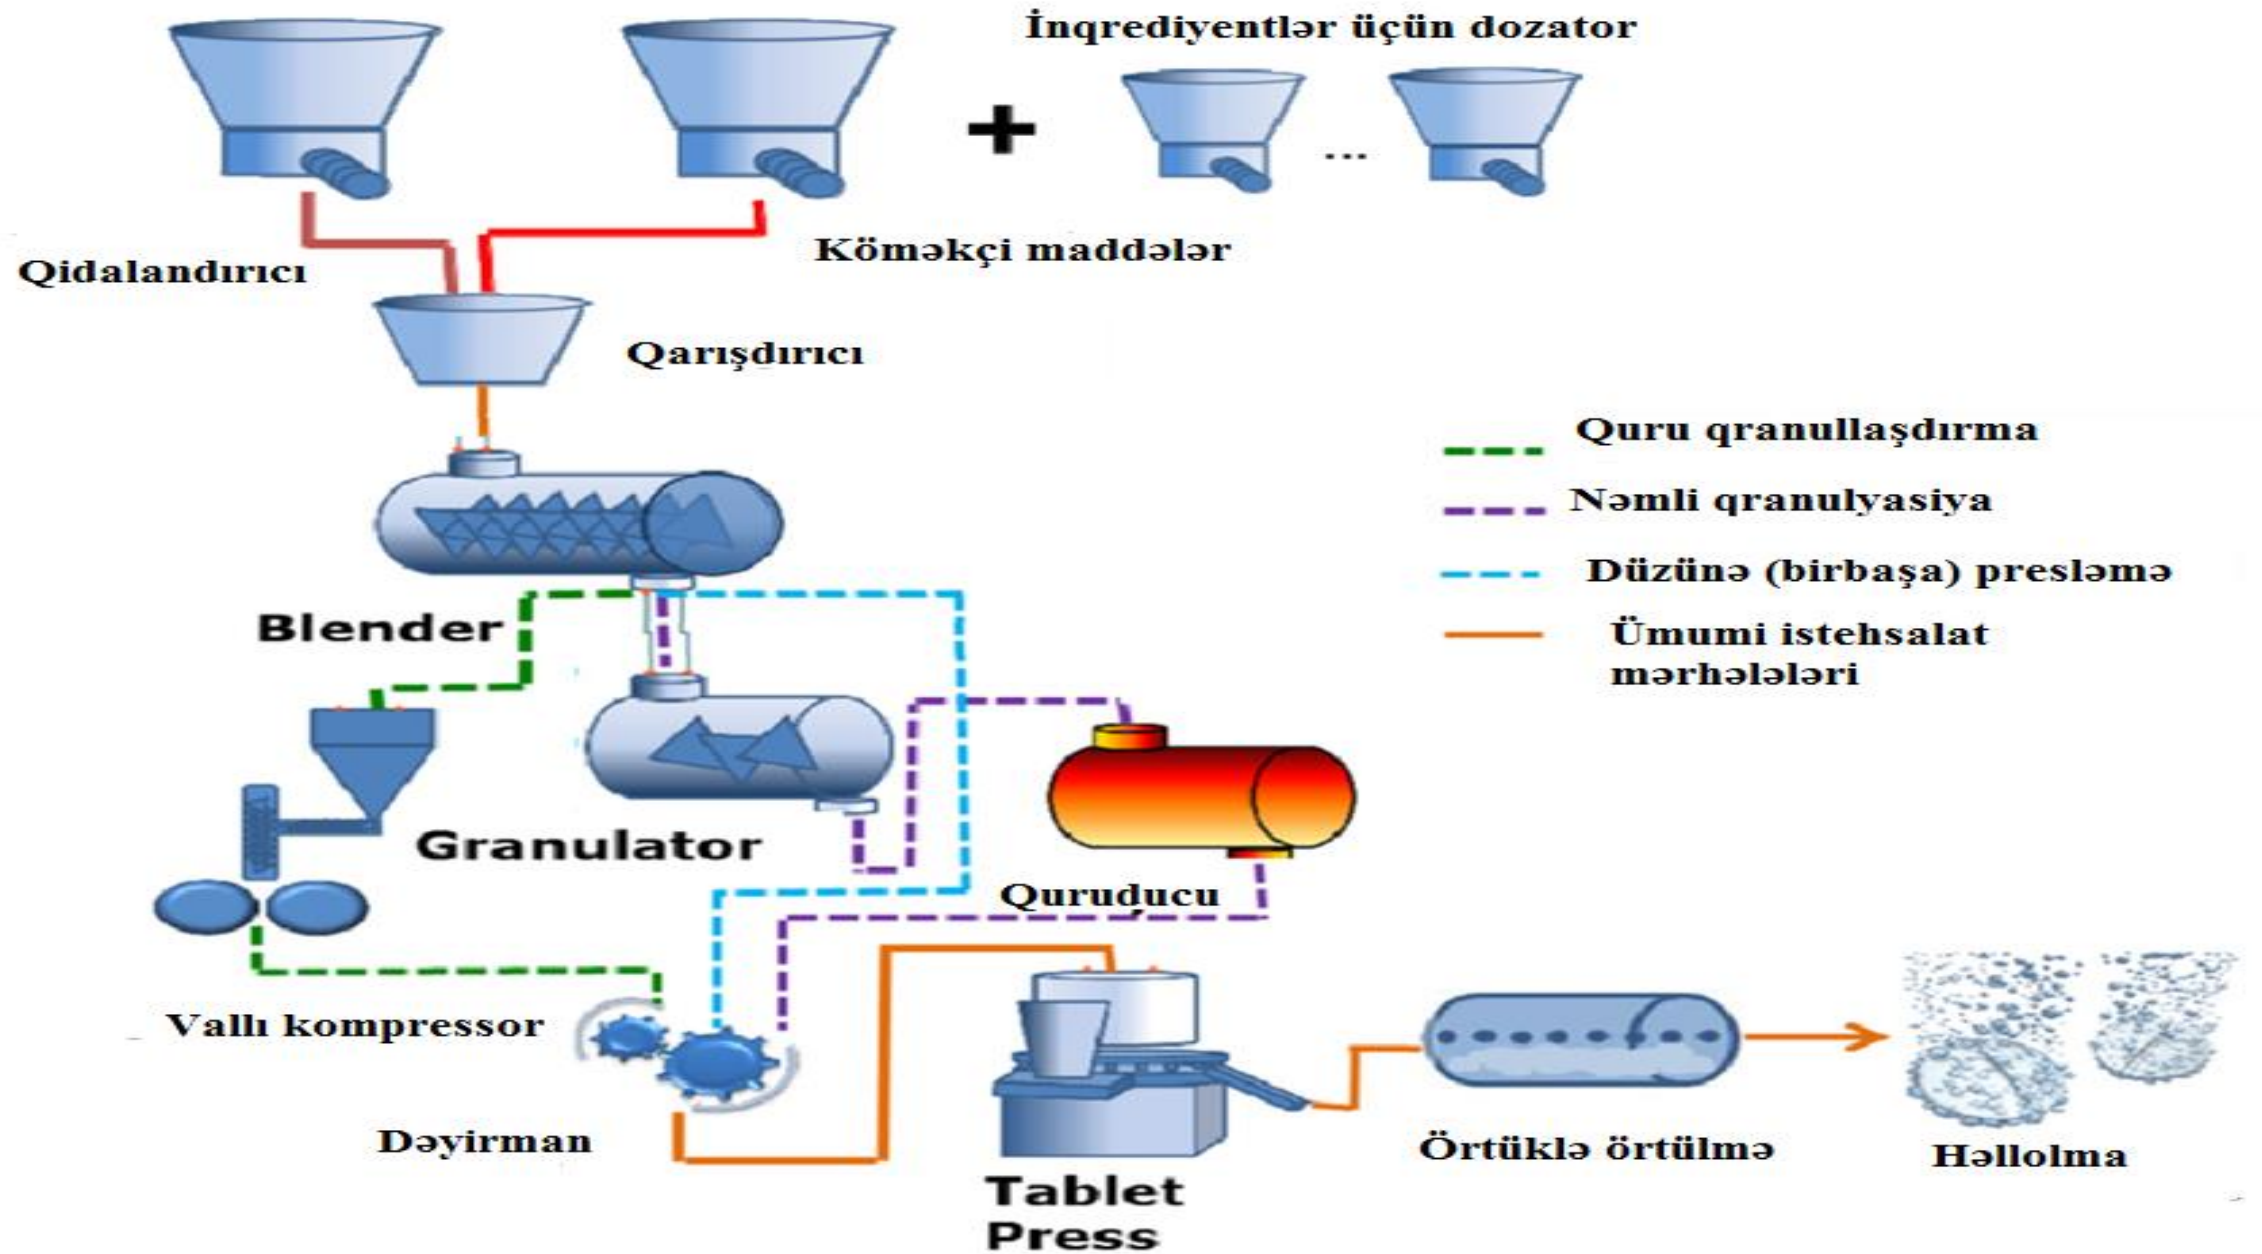 İnqrediyentlər üçün dozator
...
Köməkçi maddələr
Qidalandırıcı
Qarışdırıcı
Quru qranullaşdırma
Nəmli qranulyasiya
Düzünə (birbaşa) presləmə
Ümumi istehsalat
mərhələləri
Blender
Granulator
Quruducu
Vallı kompressor
Dəyirman
Örtüklə örtülmə
Həllolma
Tablet
Press